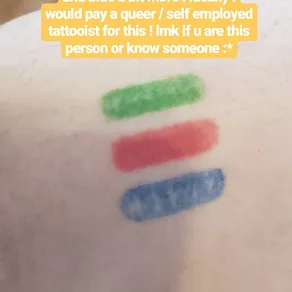 would pay a queer / self employed
tattooist for this ! lmk if u are this
person or know someone :*